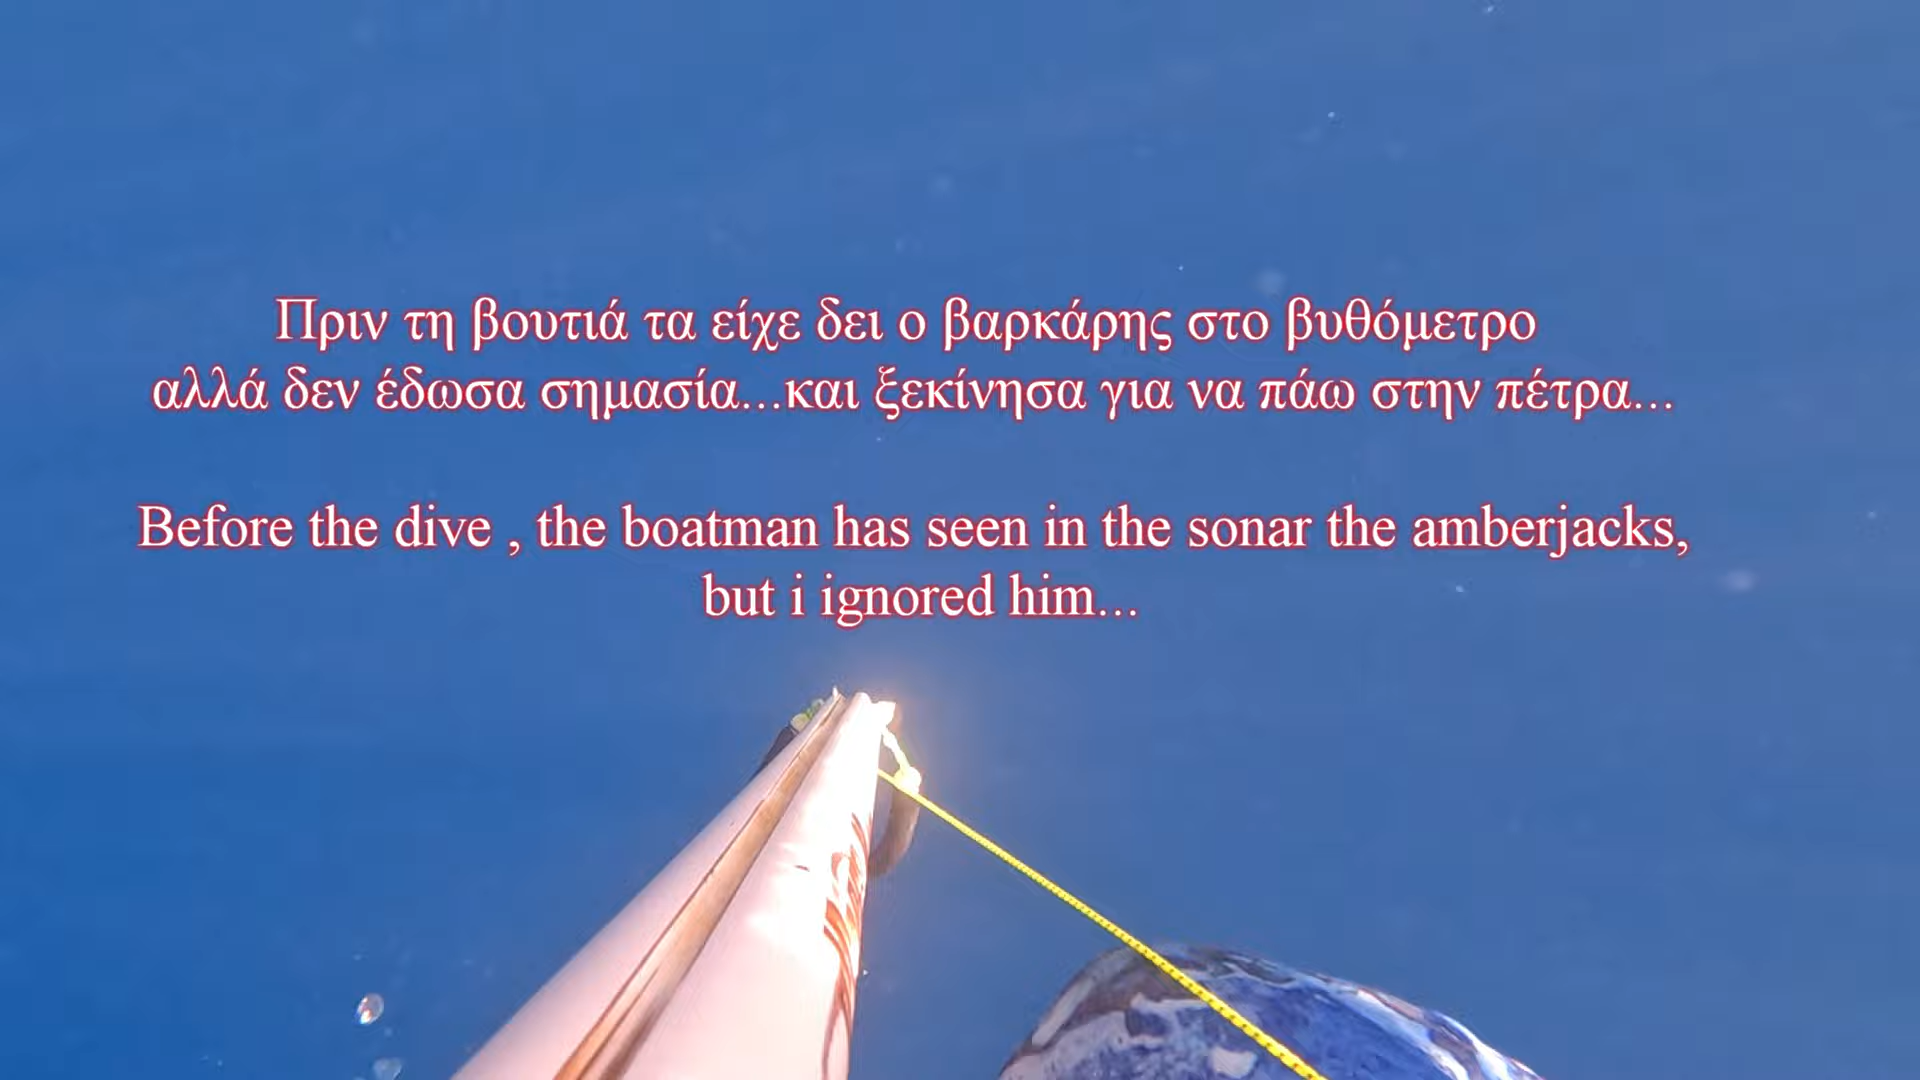 Πριν τη βουτιά τα είχε δει ο βαρκάρης στο βυθόμετρο
αλλά δεν έδωσα σημασία...και ξεκίνησα για να πάω στην πέτρα...
Before the dive , the boatman has seen in the sonar the amberjacks,
but i ignored him...